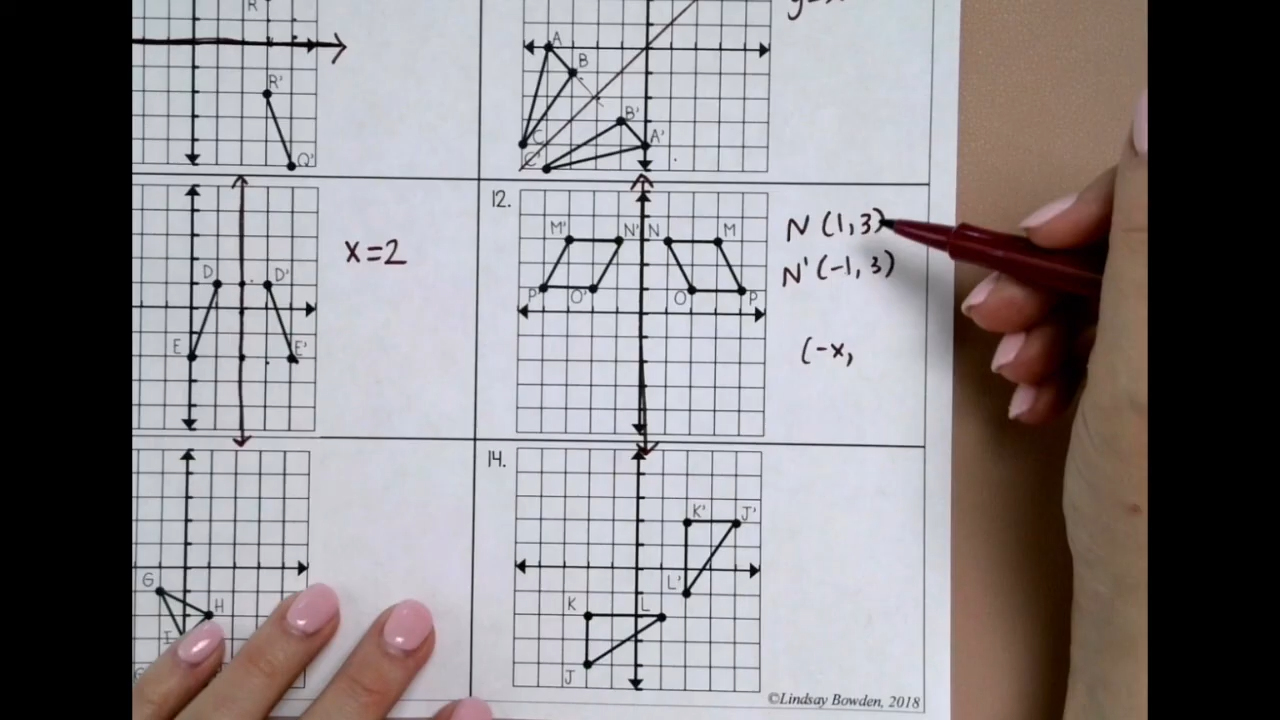 R
R'
Q'
A
B
C
B'
A'
C'
D
D'
E
E'
x=2
12.
M'
N'
N
M
P'
O'
O
P
N (1,3)
N' (-1, 3)
(-x,
G
H
I
14.
K'
J'
L'
K
L
J
©Lindsay Bowden, 2018